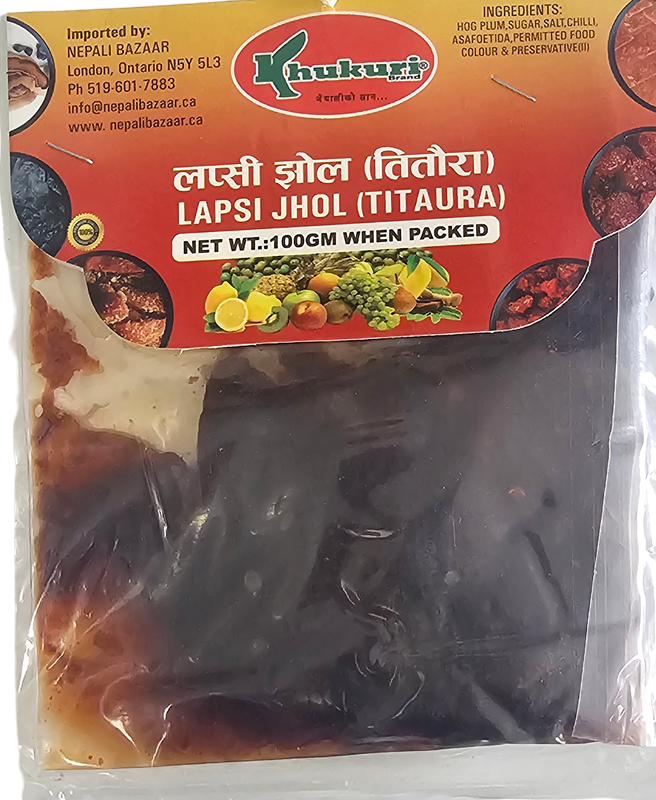 Imported by:
NEPALI BAZAAR
London, Ontario N5Y 5L3
Ph 519-601-7883
info@nepalibazaar.ca
www. nepalibazaar.ca
Khukuri®
Brand
नेपालीको शान...
INGREDIENTS:
HOG PLUM,SUGAR,SALT,CHILLI,
ASAFOETIDA,PERMITTED FOOD
COLOUR & PRESERVATIVE(II)
लप्सी झोल (तितौरा)
LAPSI JHOL (TITAURA)
NET WT.:100GM WHEN PACKED
100%